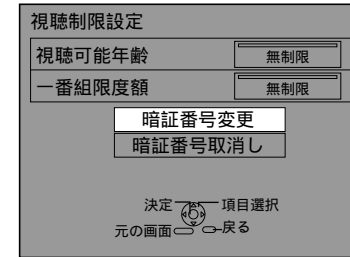 視聴制限設定
視聴可能年齢 無制限
一番組限度額 無制限
暗証番号変更
暗証番号取消し
決定 項目選択
元の画面 戻る